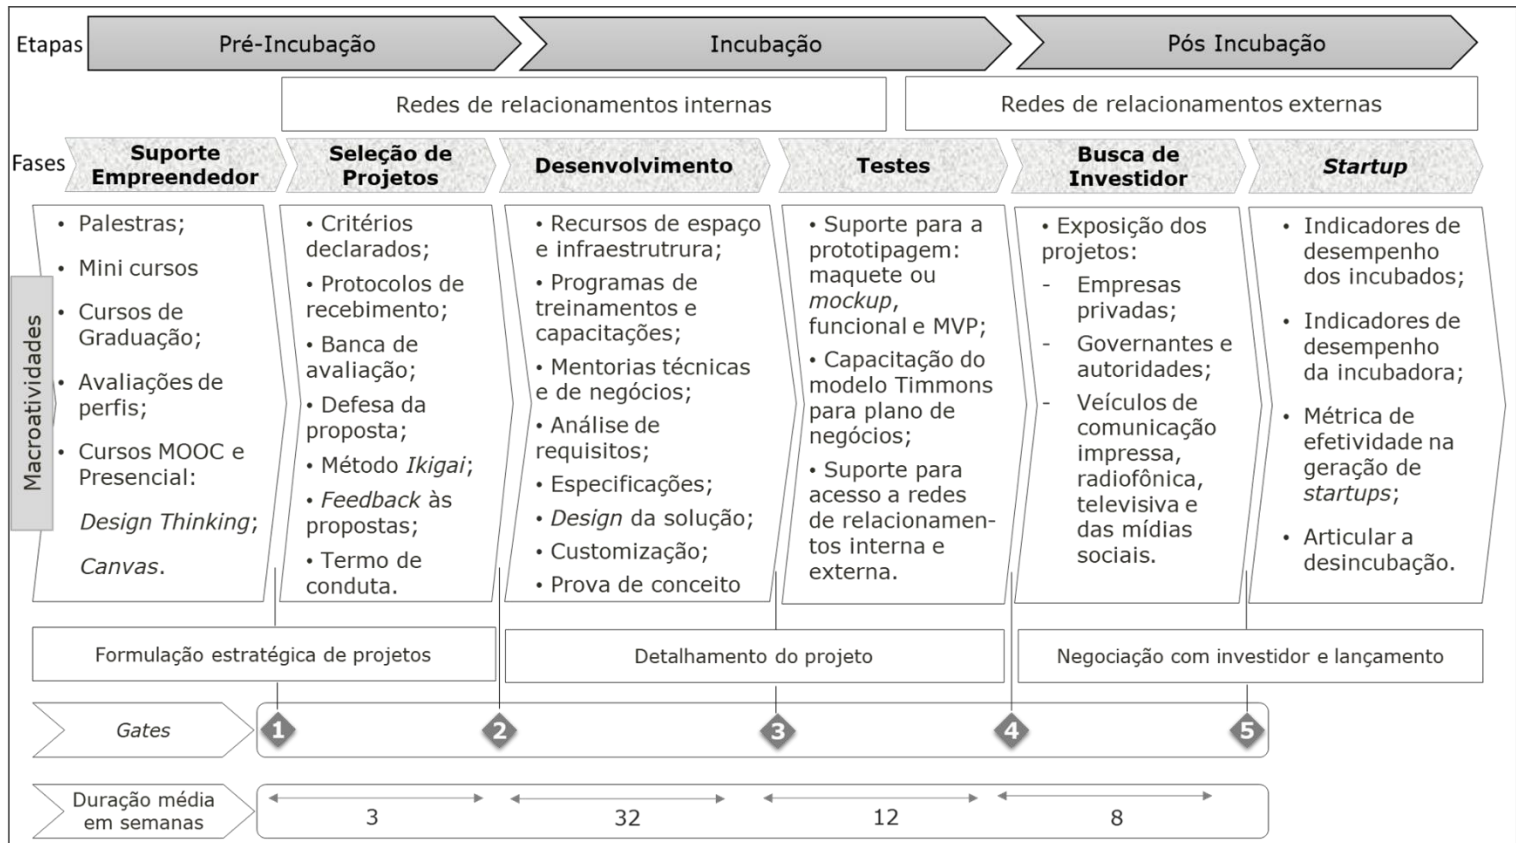 Etapas
Pré-Incubação
Incubação
Pós Incubação
Redes de relacionamentos internas
Redes de relacionamentos externas
Fases
Suporte
Empreendedor
Seleção de
Projetos
Desenvolvimento
Testes
Busca de
Investidor
Startup
Macroatividades
• Palestras;
• Mini cursos
• Cursos de
Graduação;
• Avaliações de
perfis;
• Cursos MOOC e
Presencial:
Design Thinking;
Canvas.
• Critérios
declarados;
• Protocolos de
recebimento;
• Banca de
avaliação;
• Defesa da
proposta;
• Método Ikigai;
• Feedback às
propostas;
• Termo de
conduta.
• Recursos de espaço
e infraestrutrura;
• Programas de
treinamentos e
capacitações;
• Mentorias técnicas
e de negócios;
• Análise de
requisitos;
• Especificações;
• Design da solução;
• Customização;
• Prova de conceito
• Suporte para a
prototipagem:
maquete ou
mockup,
funcional e MVP;
• Capacitação do
modelo Timmons
para plano de
negócios;
• Suporte para
acesso a redes
de relacionamen-
tos interna e
externa.
• Exposição dos
projetos:
- Empresas
privadas;
- Governantes e
autoridades;
- Veículos de
comunicação
impressa,
radiofônica,
televisiva e
das mídias
sociais.
• Indicadores de
desempenho
dos incubados;
• Indicadores de
desempenho
da incubadora;
• Métrica de
efetividade na
geração de
startups;
• Articular a
desincubação.
Formulação estratégica de projetos
Detalhamento do projeto
Negociação com investidor e lançamento
Gates
1
2
3
4
5
Duração média
em semanas
3
32
12
8